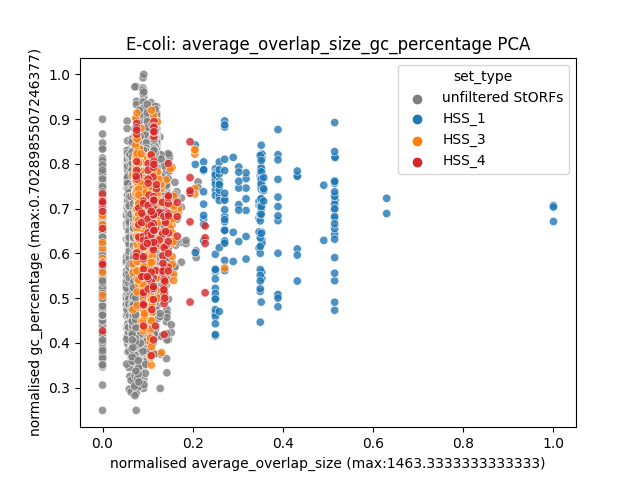 E-coli: average_overlap_size_gc_percentage PCA
set_type
unfiltered StORFs
HSS_1
HSS_3
HSS_4
normalised gc_percentage (max:0.7028985507246377)
1.0
0.9
0.8
0.7
0.6
0.5
0.4
0.3
0.0 0.2 0.4 0.6 0.8 1.0
normalised average_overlap_size (max:1463.3333333333333)